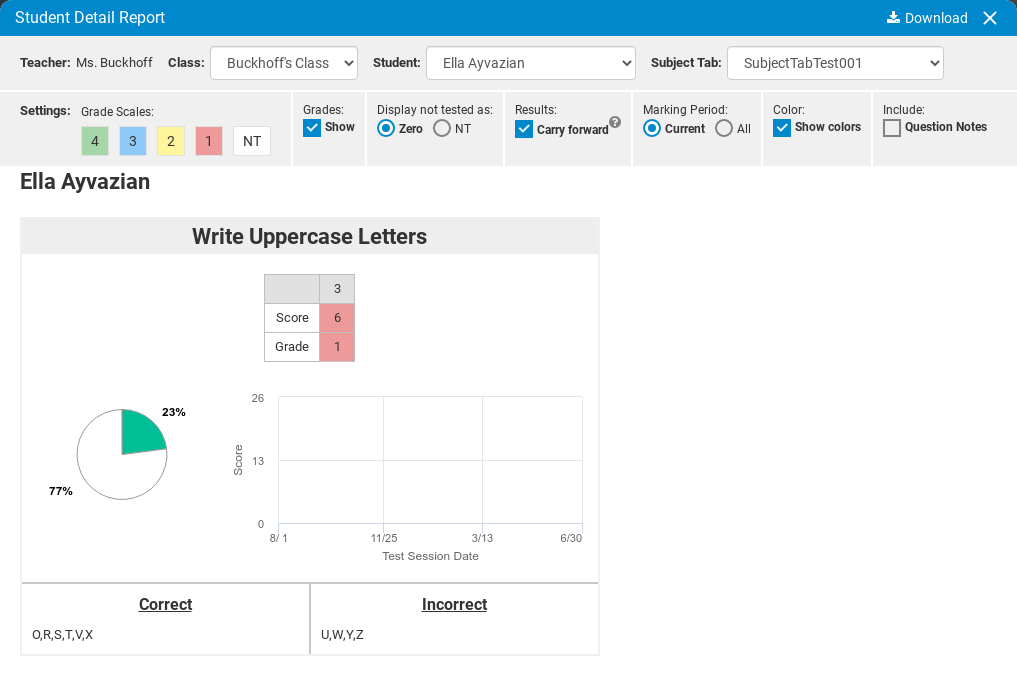 Student Detail Report Download
Teacher: Ms. Buckhoff Class: Buckhoff's Class Student: Ella Ayvazian Subject Tab: SubjectTabTest001
Settings: Grade Scales: Grades: Display not tested as: Results: Marking Period: Color: Include:
4 3 2 1 NT Show Zero NT Carry forward ? Current All Show colors Question Notes
Ella Ayvazian
Write Uppercase Letters
3
Score 6
Grade 1
23%
77%
26
13
0
Score
8/ 1 11/25 3/13 6/30
Test Session Date
Correct Incorrect
O,R,S,T,V,X U,W,Y,Z